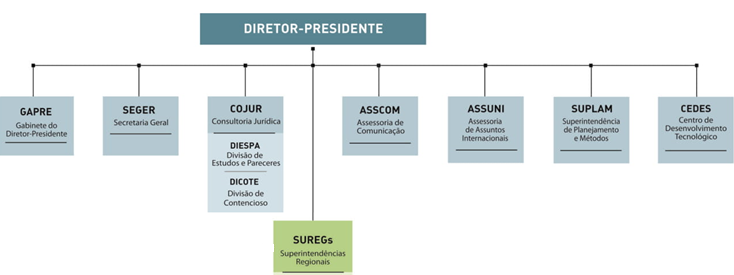 DIRETOR-PRESIDENTE
GAPRE
Gabinete do
Diretor-Presidente
SEGER
Secretaria Geral
COJUR
Consultoria Jurídica
DIESPA
Divisão de
Estudos e Pareceres
DICOTE
Divisão de
Contencioso
ASSCOM
Assessoria de
Comunicação
ASSUNI
Assessoria
de Assuntos
Internacionais
SUPLAM
Superintendência
de Planejamento
e Métodos
CEDES
Centro de
Desenvolvimento
Tecnológico
SUREGs
Superintendências
Regionais